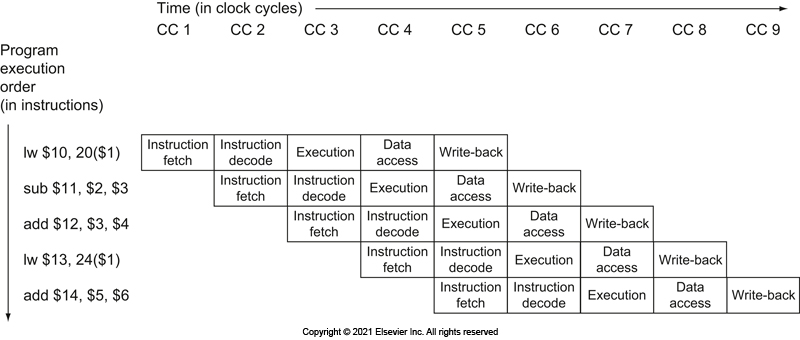 Time (in clock cycles)
CC 1 CC 2 CC 3 CC 4 CC 5 CC 6 CC 7 CC 8 CC 9
Program
execution
order
(in instructions)
lw $10, 20($1)
Instruction
fetch
Instruction
decode
Execution
Data
access
Write-back
sub $11, $2, $3
Instruction
fetch
Instruction
decode
Execution
Data
access
Write-back
add $12, $3, $4
Instruction
fetch
Instruction
decode
Execution
Data
access
Write-back
lw $13, 24($1)
Instruction
fetch
Instruction
decode
Execution
Data
access
Write-back
add $14, $5, $6
Instruction
fetch
Instruction
decode
Execution
Data
access
Write-back
Copyright © 2021 Elsevier Inc. All rights reserved